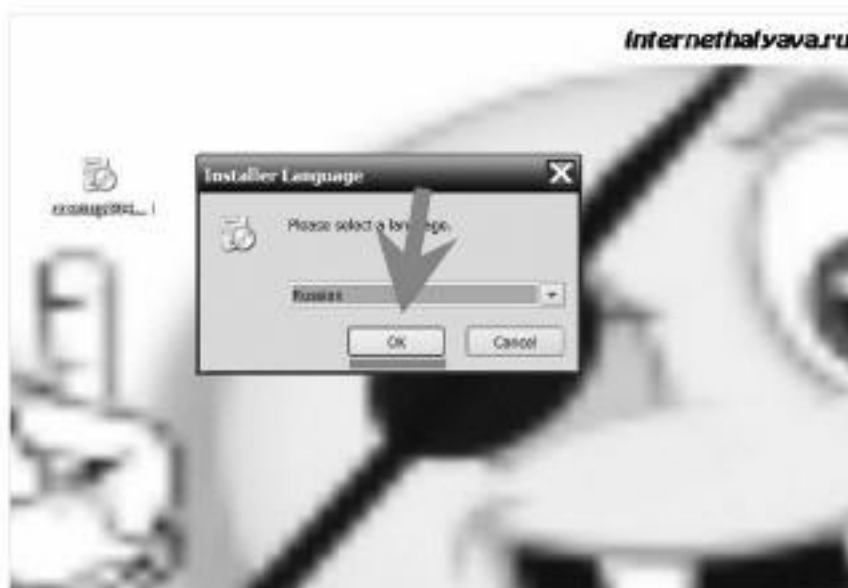 internethalyava.ru
Installer Language
Please select a language.
Russian
OK
Cancel